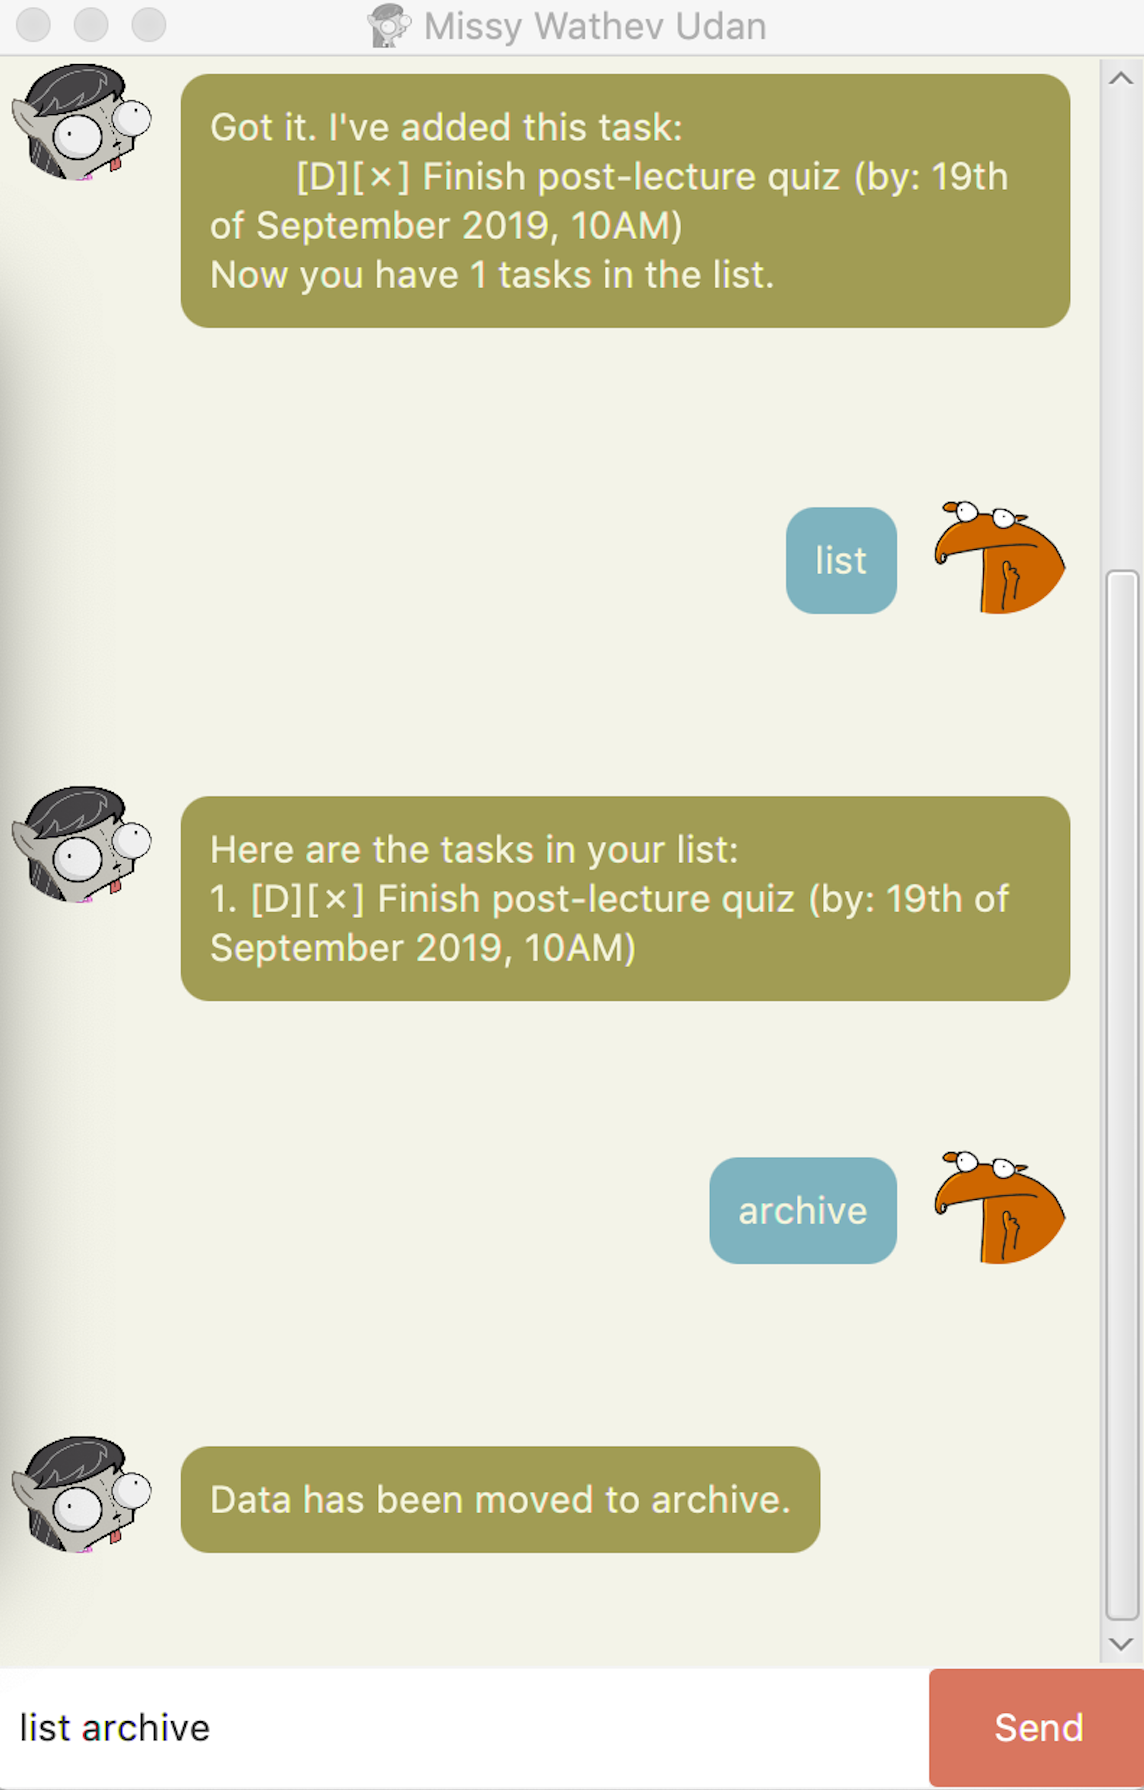 Missy Wathev Udan
Got it. I've added this task:
[D][×] Finish post-lecture quiz (by: 19th
of September 2019, 10AM)
Now you have 1 tasks in the list.
list
Here are the tasks in your list:
1. [D][×] Finish post-lecture quiz (by: 19th of
September 2019, 10AM)
archive
Data has been moved to archive.
list archive
Send